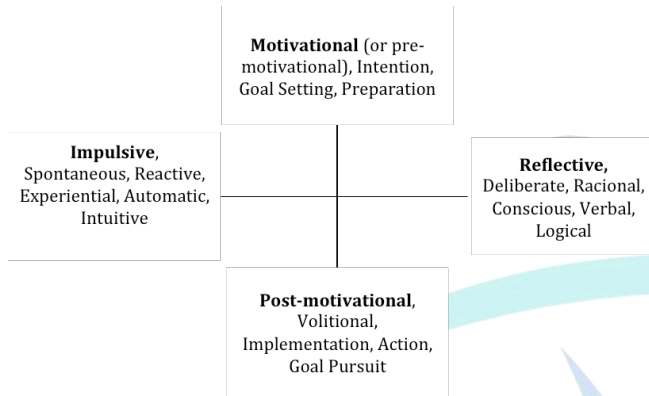 Motivational (or pre-
motivational), Intention,
Goal Setting, Preparation
Impulsive,
Spontaneous, Reactive,
Experiential, Automatic,
Intuitive
Reflective,
Deliberate, Racional,
Conscious, Verbal,
Logical
Post-motivational,
Volitional,
Implementation, Action,
Goal Pursuit